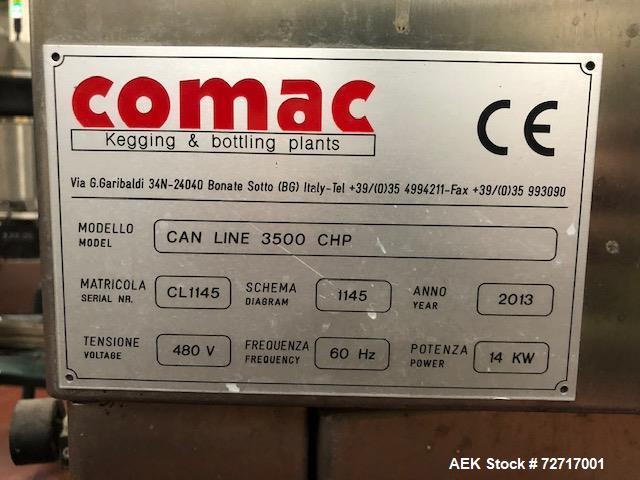 comac
Kegging & bottling plants
CE
Via G.Garibaldi 34N-24040 Bonate Sotto (BG) Italy-Tel +39/(0)35 4994211-Fax +39/(0)35 993090
MODELLO
MODEL
CAN LINE 3500 CHP
MATRICOLA
SERIAL NR.
CL1145
SCHEMA
DIAGRAM
1145
ANNO
YEAR
2013
TENSIONE
VOLTAGE
480 V
FREQUENZA
FREQUENCY
60 Hz
POTENZA
POWER
14 KW
AEK Stock # 72717001